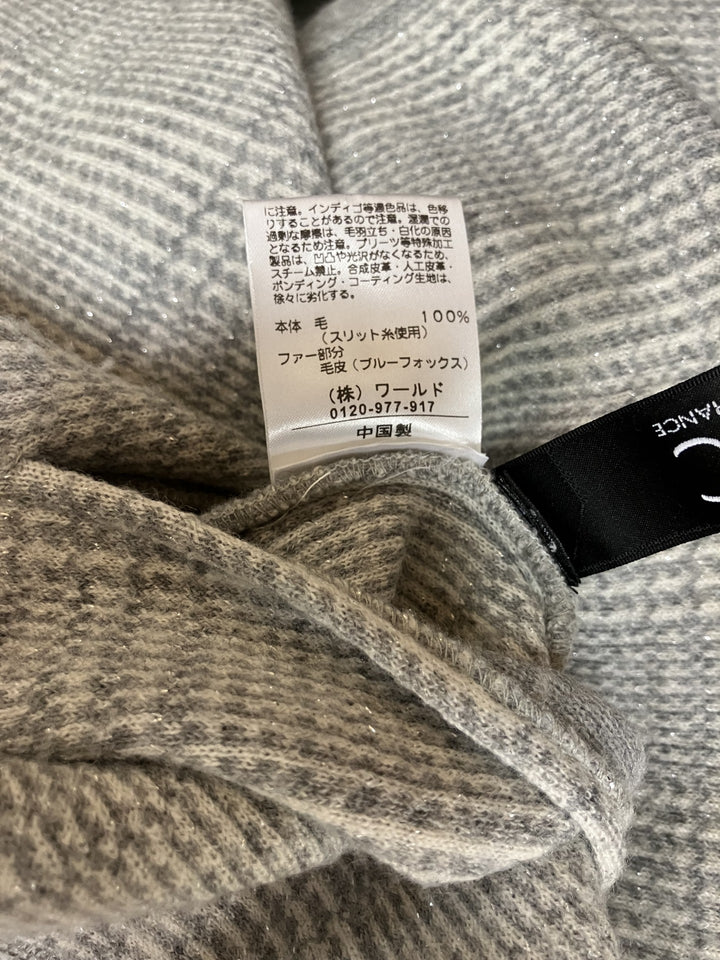 に注意。インディゴ等濃色品は、色移
りすることがあるので注意。湿潤での
過剰な摩擦は、毛羽立ち・白化の原因
となるため注意。プリーツ等特殊加工
製品は、凹凸や光沢がなくなるため、
スチーム禁止。合成皮革・人工皮革・
ボンディング・コーティング生地は、
徐々に劣化する。
本体 毛 100%
(スリット糸使用)
ファー部分
毛皮(ブルーフォックス)
(株)ワールド
0120-977-917
中国製
RANCE